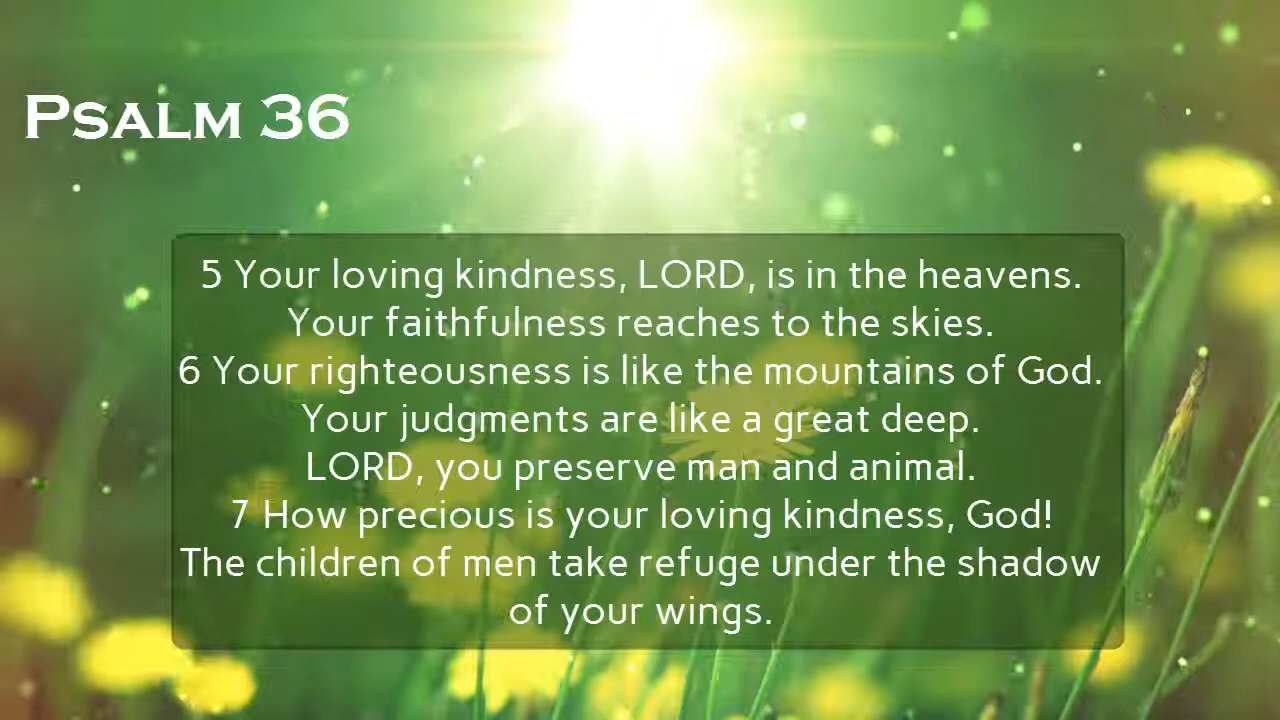 Psalm 36
5 Your loving kindness, LORD, is in the heavens.
Your faithfulness reaches to the skies.
6 Your righteousness is like the mountains of God.
Your judgments are like a great deep.
LORD, you preserve man and animal.
7 How precious is your loving kindness, God!
The children of men take refuge under the shadow
of your wings.